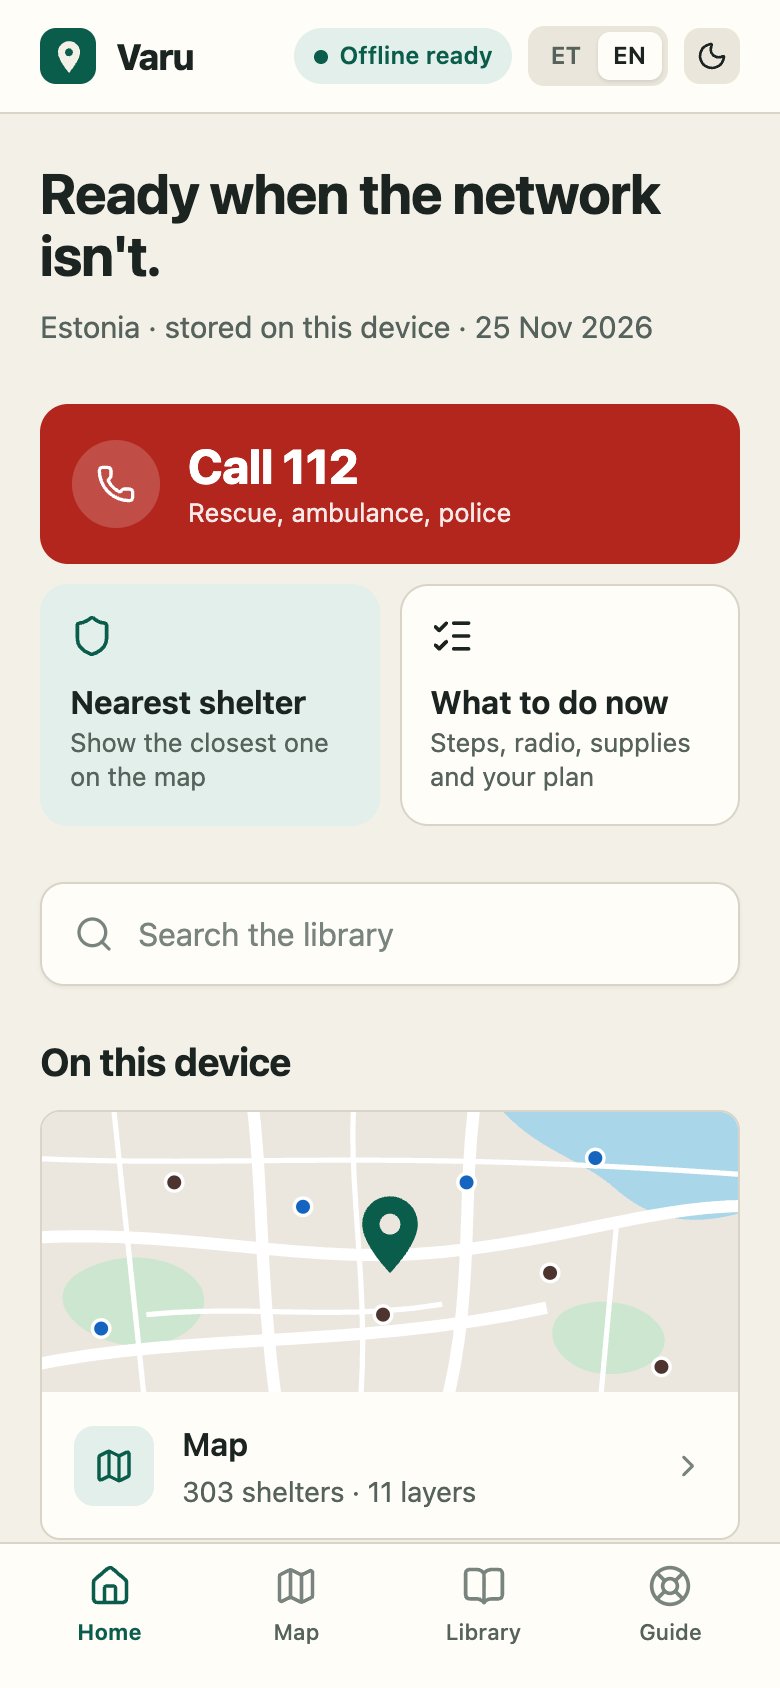 Varu
Offline ready
ET
EN
Ready when the network
isn't.
Estonia · stored on this device · 25 Nov 2026
Call 112
Rescue, ambulance, police
Nearest shelter
Show the closest one
on the map
What to do now
Steps, radio, supplies
and your plan
Search the library
On this device
Map
303 shelters · 11 layers
Home
Map
Library
Guide